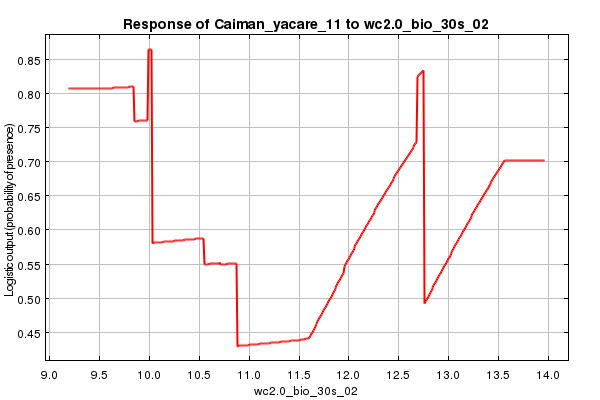 Response of Caiman_yacare_11 to wc2.0_bio_30s_02
Logistic output (probability of presence)
0.85
0.80
0.75
0.70
0.65
0.60
0.55
0.50
0.45
9.0 9.5 10.0 10.5 11.0 11.5 12.0 12.5 13.0 13.5 14.0
wc2.0_bio_30s_02